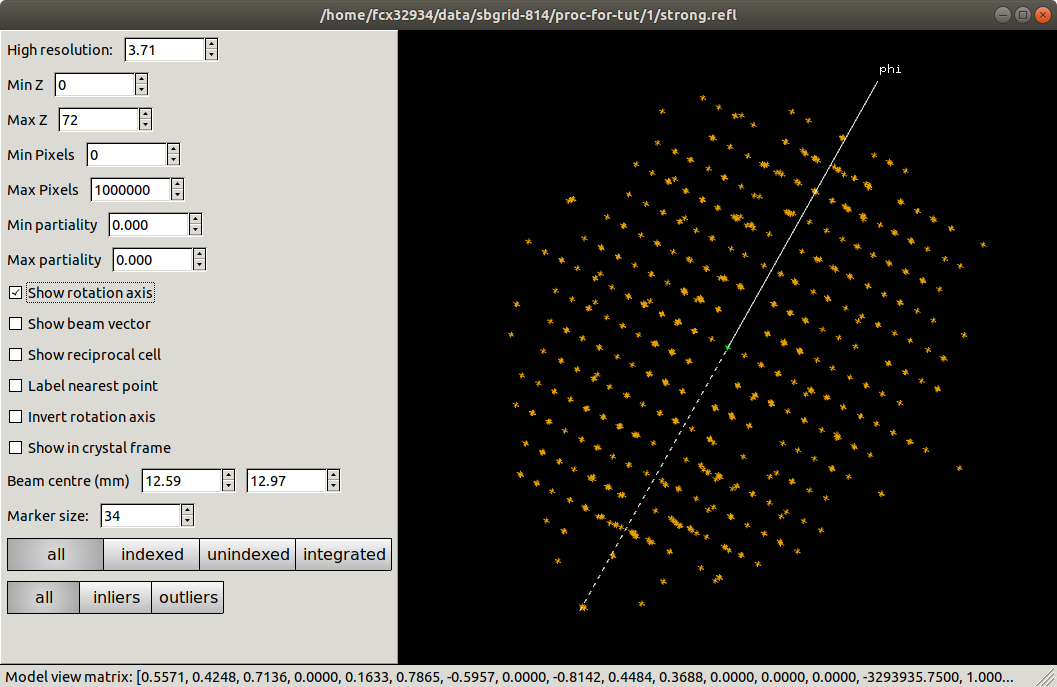 /home/fcx32934/data/sbgrid-814/proc-for-tut/1/strong.refl
High resolution: 3.71
phi
Min Z 0
Max Z 72
Min Pixels 0
Max Pixels 1000000
Min partiality 0.000
Max partiality 0.000
Show rotation axis
Show beam vector
Show reciprocal cell
Label nearest point
Invert rotation axis
Show in crystal frame
Beam centre (mm) 12.59 12.97
Marker size: 34
all indexed unindexed integrated
all inliers outliers
Model view matrix: [0.5571, 0.4248, 0.7136, 0.0000, 0.1633, 0.7865, -0.5957, 0.0000, -0.8142, 0.4484, 0.3688, 0.0000, 0.0000, 0.0000, -3293935.7500, 1.000...